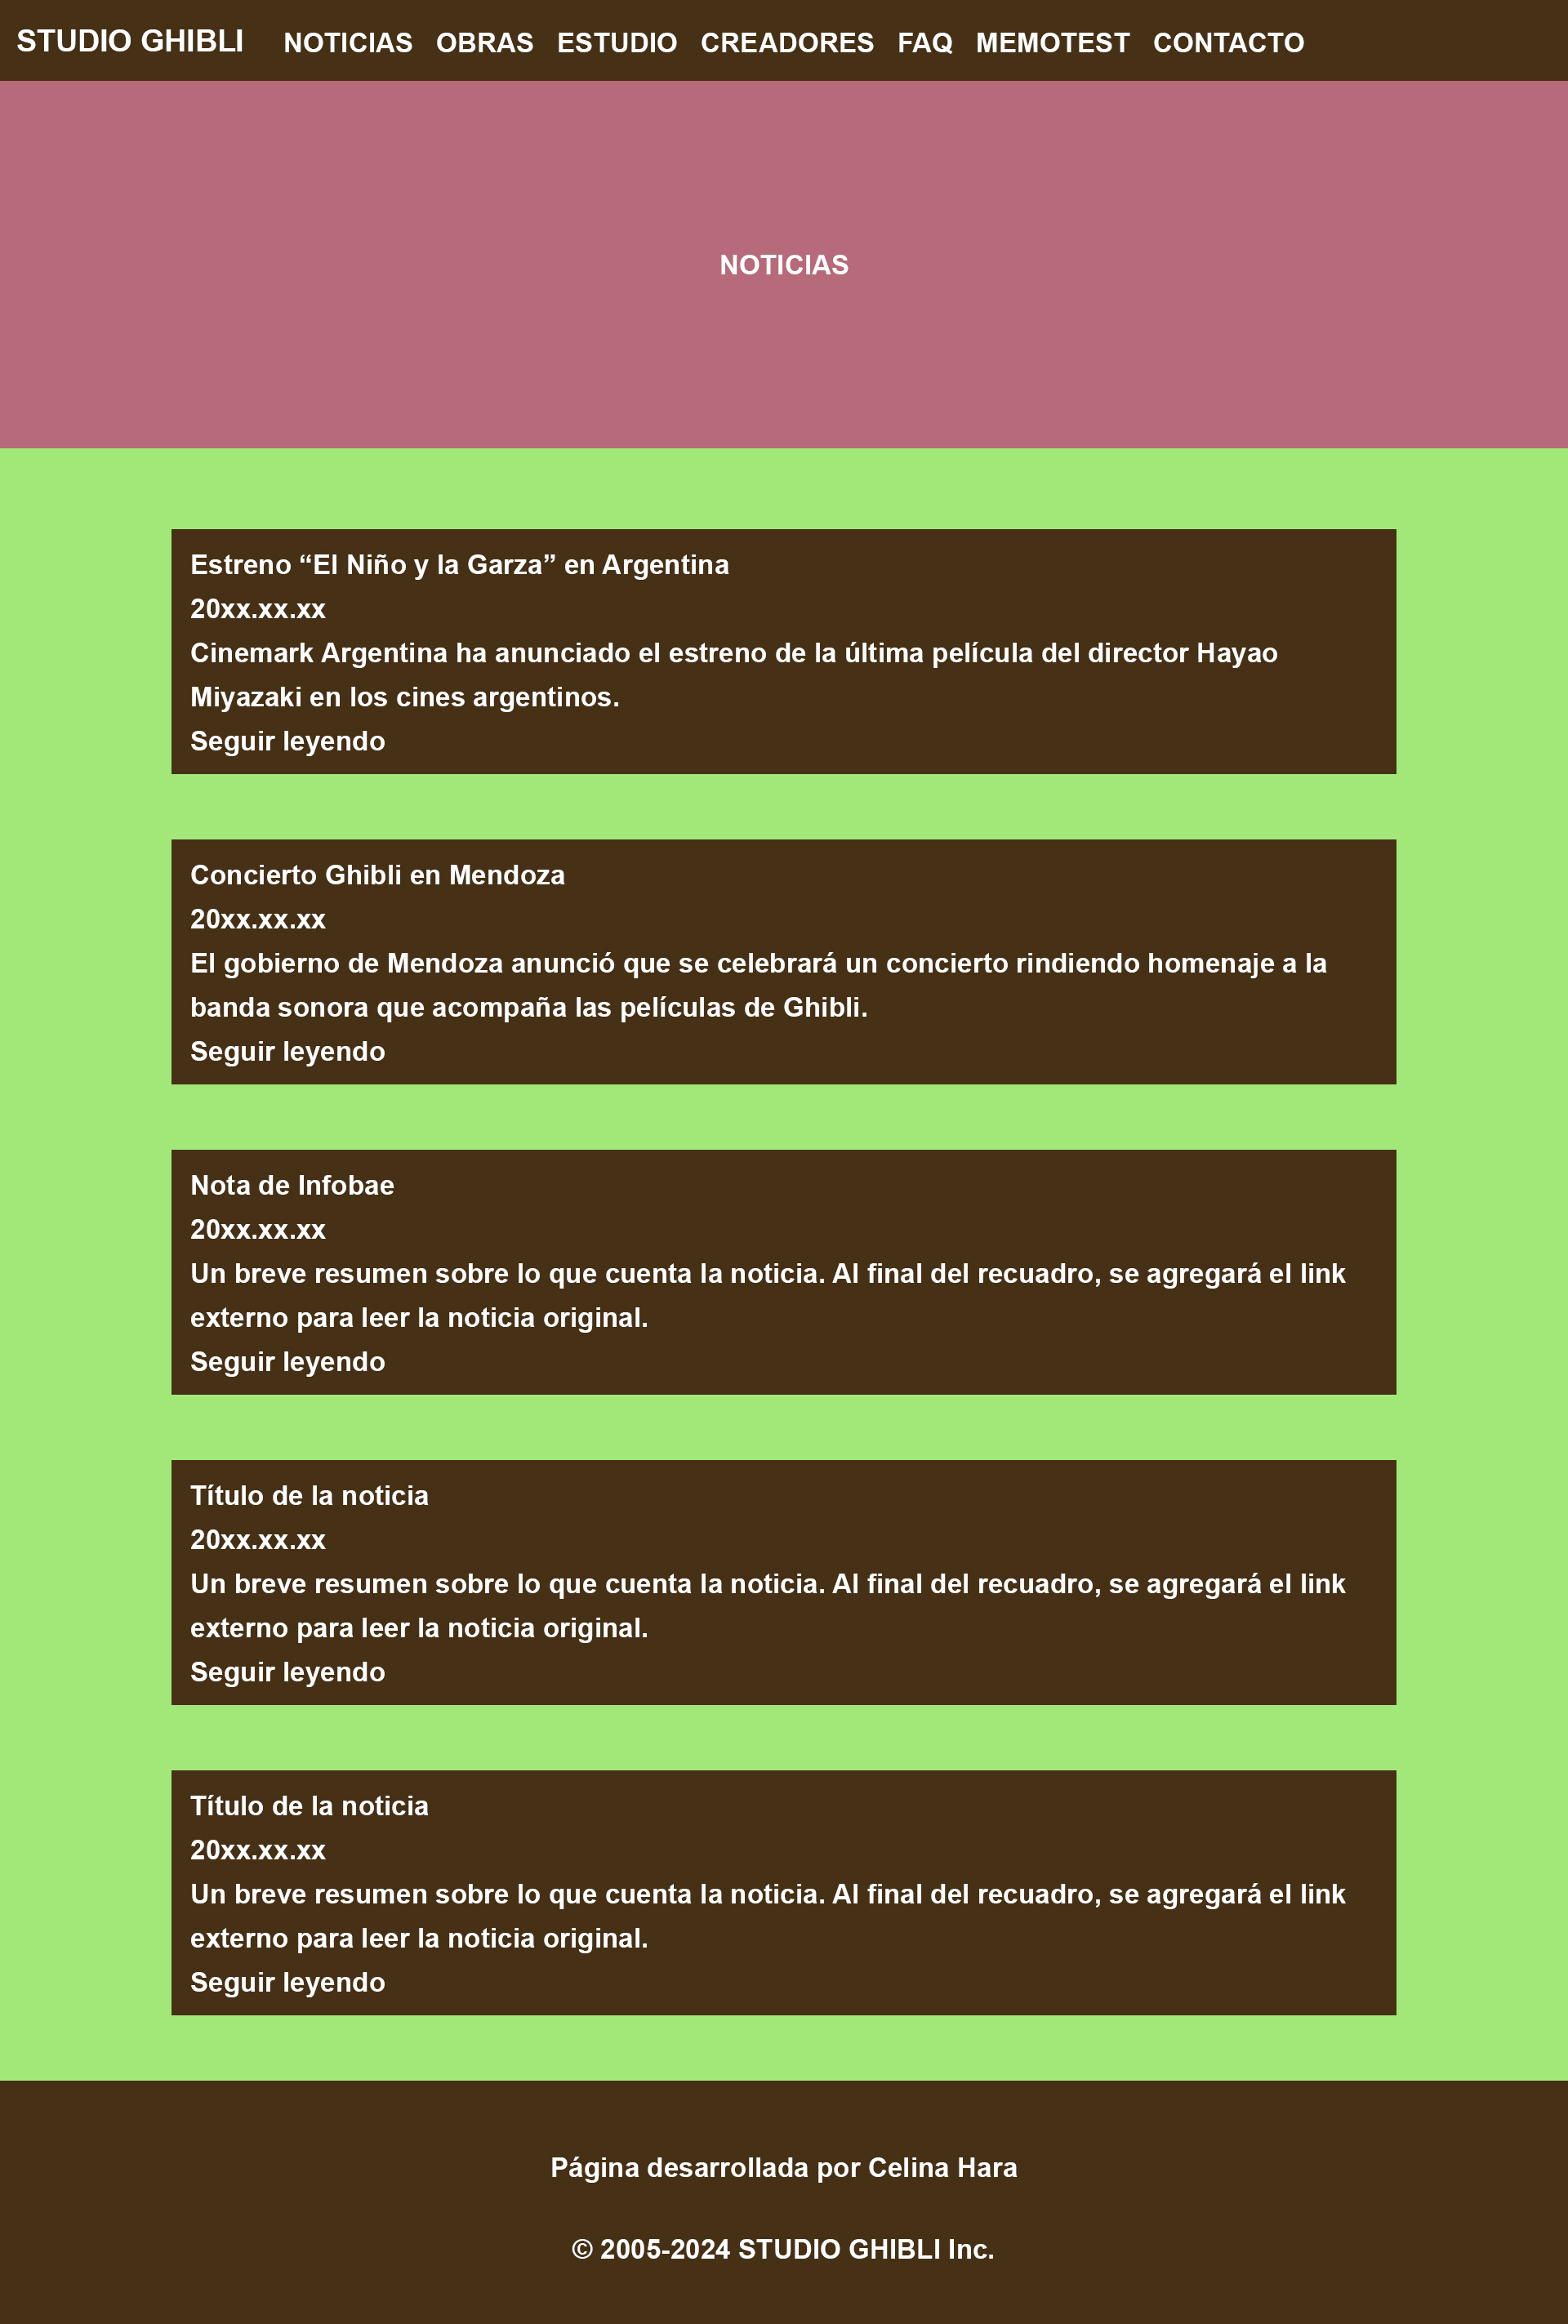 STUDIO GHIBLI NOTICIAS OBRAS ESTUDIO CREADORES FAQ MEMOTEST CONTACTO
NOTICIAS
Estreno “El Niño y la Garza” en Argentina
20xx.xx.xx
Cinemark Argentina ha anunciado el estreno de la última película del director Hayao
Miyazaki en los cines argentinos.
Seguir leyendo
Concierto Ghibli en Mendoza
20xx.xx.xx
El gobierno de Mendoza anunció que se celebrará un concierto rindiendo homenaje a la
banda sonora que acompaña las películas de Ghibli.
Seguir leyendo
Nota de Infobae
20xx.xx.xx
Un breve resumen sobre lo que cuenta la noticia. Al final del recuadro, se agregará el link
externo para leer la noticia original.
Seguir leyendo
Título de la noticia
20xx.xx.xx
Un breve resumen sobre lo que cuenta la noticia. Al final del recuadro, se agregará el link
externo para leer la noticia original.
Seguir leyendo
Título de la noticia
20xx.xx.xx
Un breve resumen sobre lo que cuenta la noticia. Al final del recuadro, se agregará el link
externo para leer la noticia original.
Seguir leyendo
Página desarrollada por Celina Hara
© 2005-2024 STUDIO GHIBLI Inc.